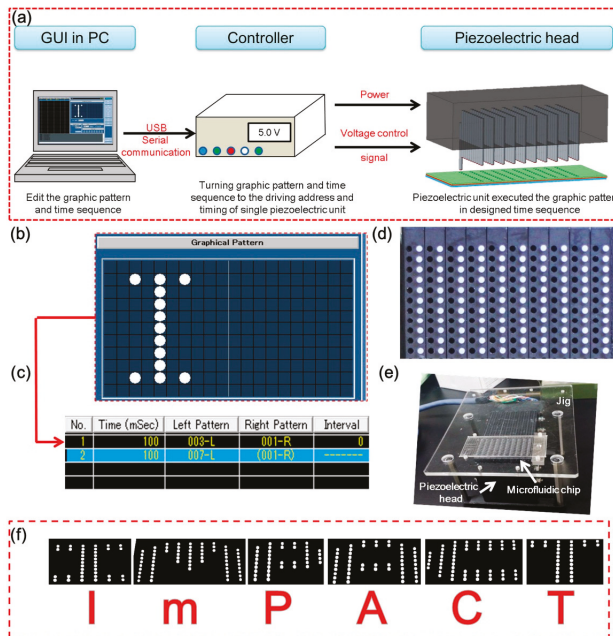 (a)
GUI in PC
Controller
Piezoelectric head
Power
5.0 V
USB
Serial
communication
Voltage control
signal
Edit the graphic pattern
and time sequence
Turning graphic pattern and time
sequence to the driving address and
timing of single piezoelectric unit
Piezoelectric unit executed the graphic pattern
in designed time sequence
(b)
Graphical Pattern
(c)
No. Time (mSec) Left Pattern Right Pattern Interval
1 100 003-L 001-R 0
2 100 007-L (001-R) -------
(d)
(e)
Jig
Piezoelectric
head
Microfluidic chip
(f)
I m P A C T